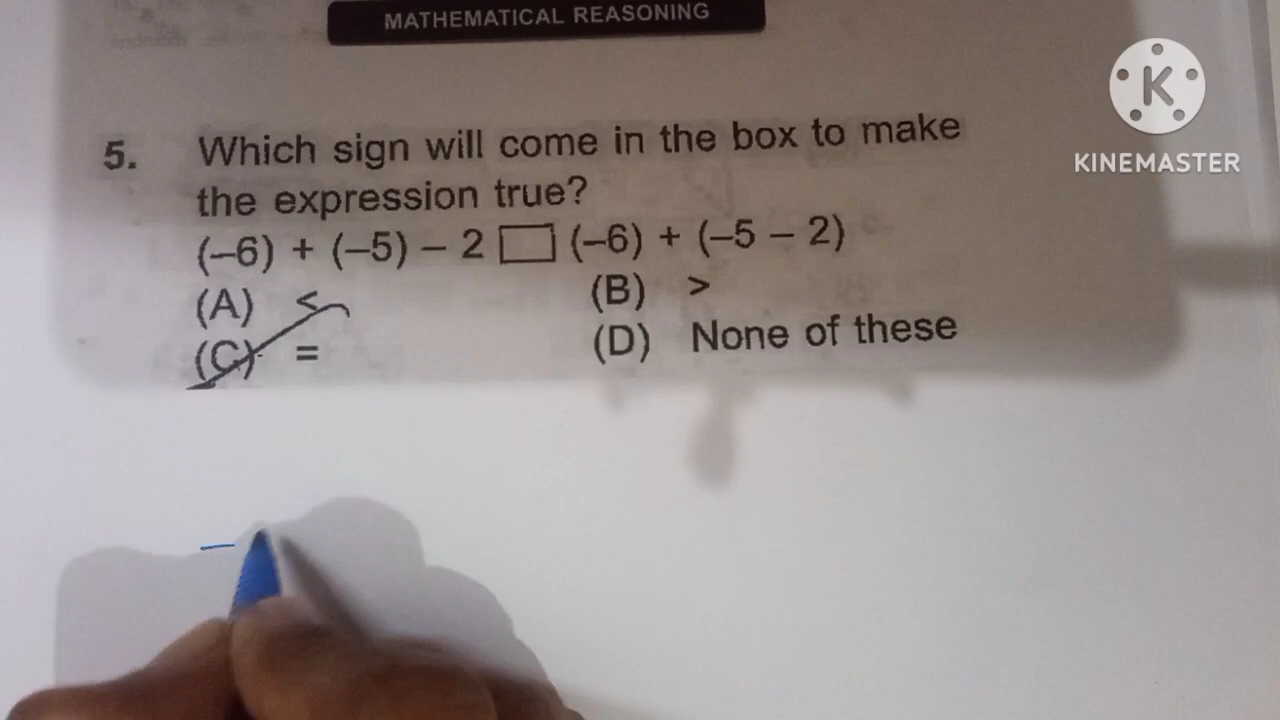 MATHEMATICAL REASONING
K
KINEMASTER
5. Which sign will come in the box to make
the expression true?
(–6) + (–5) – 2 □ (–6) + (–5 – 2)
(A) < (B) >
(C) = (D) None of these
–